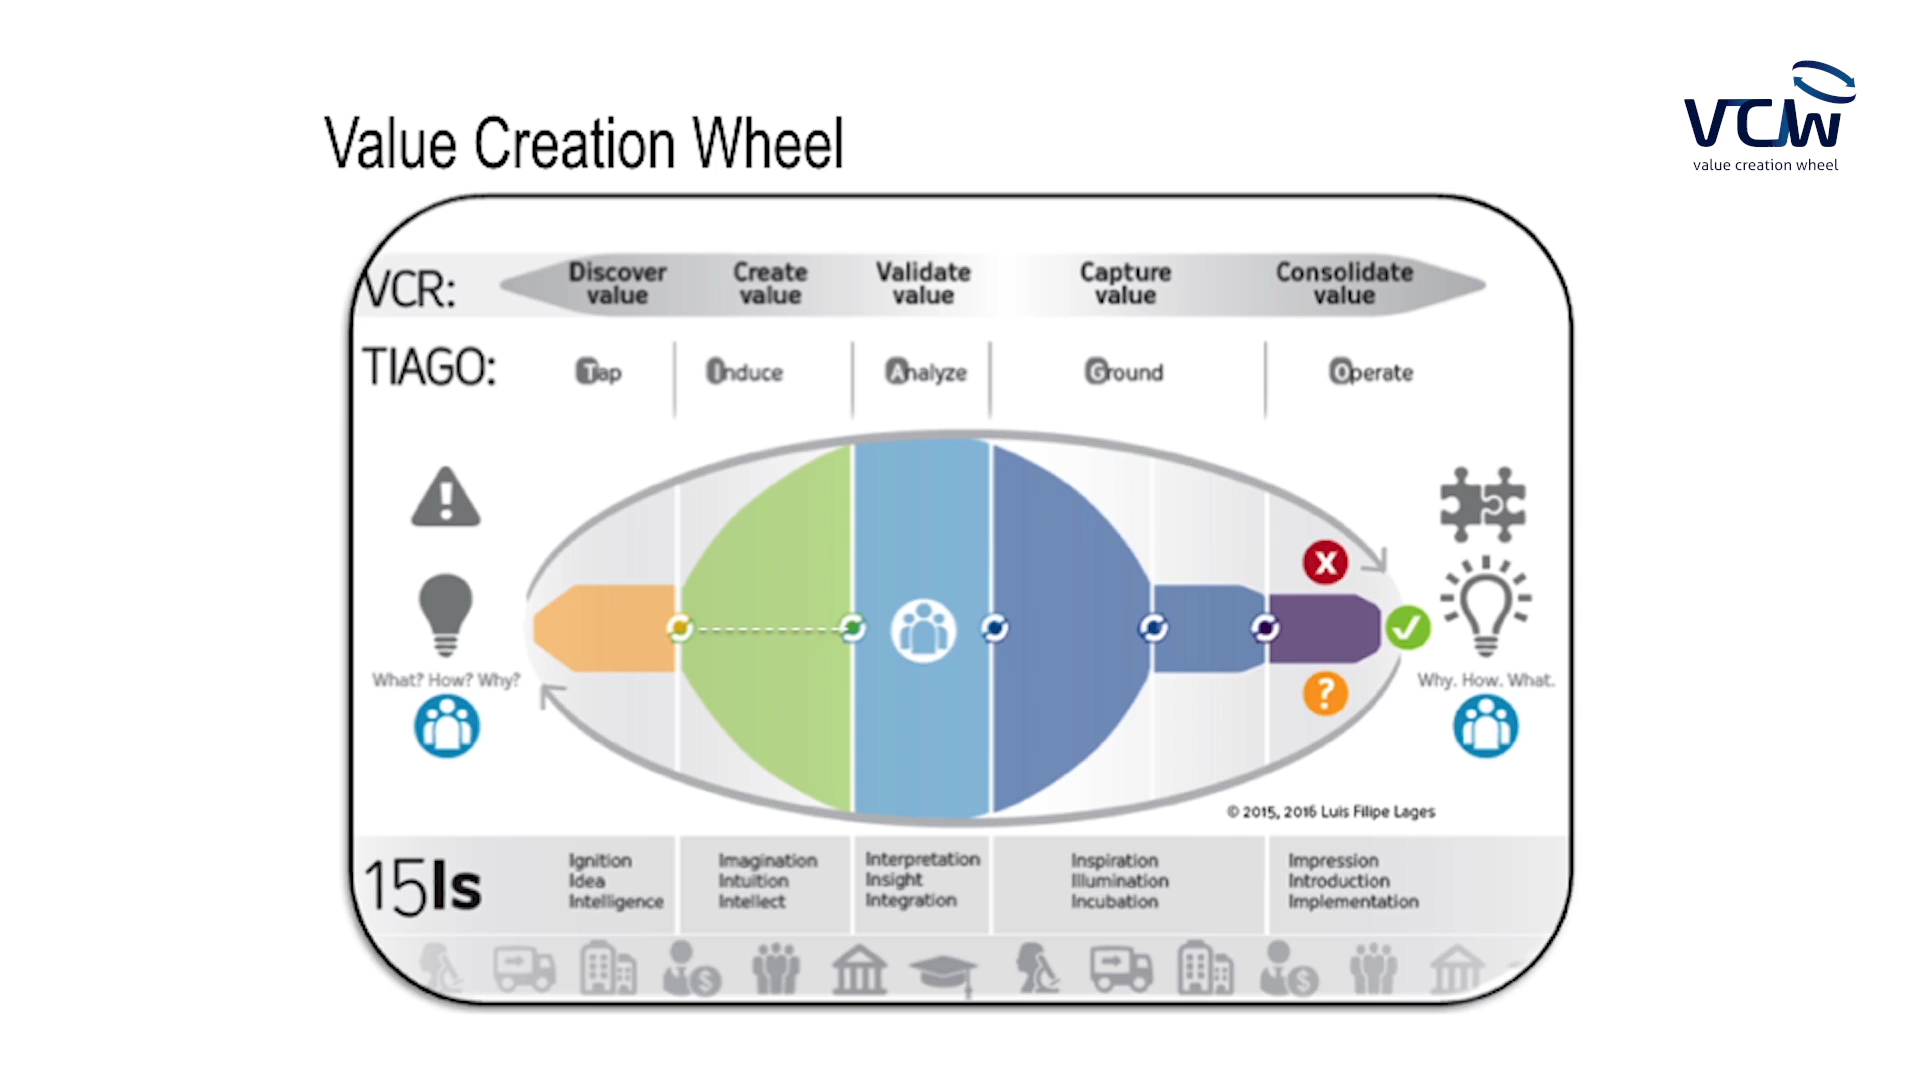 VCW
value creation wheel
Value Creation Wheel
VCR:
Discover
value
Create
value
Validate
value
Capture
value
Consolidate
value
TIAGO:
Tap
Induce
Analyze
Ground
Operate
!
x
?
$
What? How? Why?
Why. How. What.
© 2015, 2016 Luis Filipe Lages
15Is
Ignition
Idea
Intelligence
Imagination
Intuition
Intellect
Interpretation
Insight
Integration
Inspiration
Illumination
Incubation
Impression
Introduction
Implementation
$